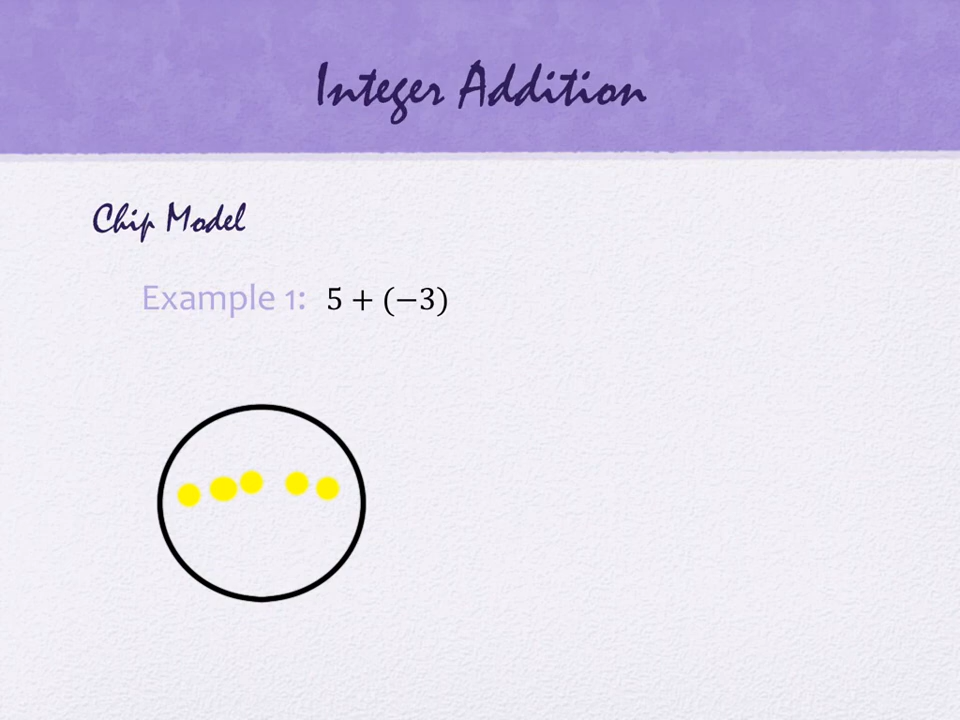 Integer Addition
Chip Model
Example 1: 5 + (−3)